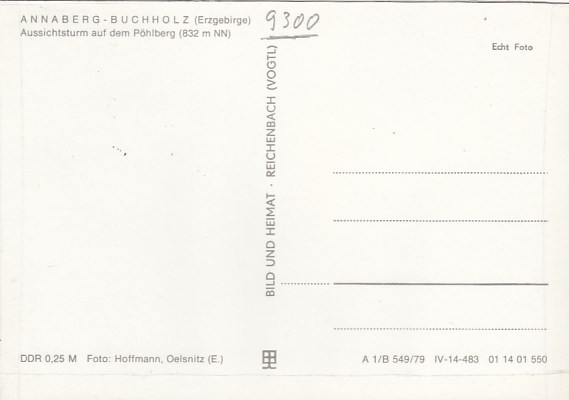 ANNABERG-BUCHHOLZ (Erzgebirge)
Aussichtsturm auf dem Pöhlberg (832 m NN)
9300
Echt Foto
BILD UND HEIMAT · REICHENBACH (VOGTL)
DDR 0,25 M Foto: Hoffmann, Oelsnitz (E.)
A 1/B 549/79 IV-14-483 01 14 01 550